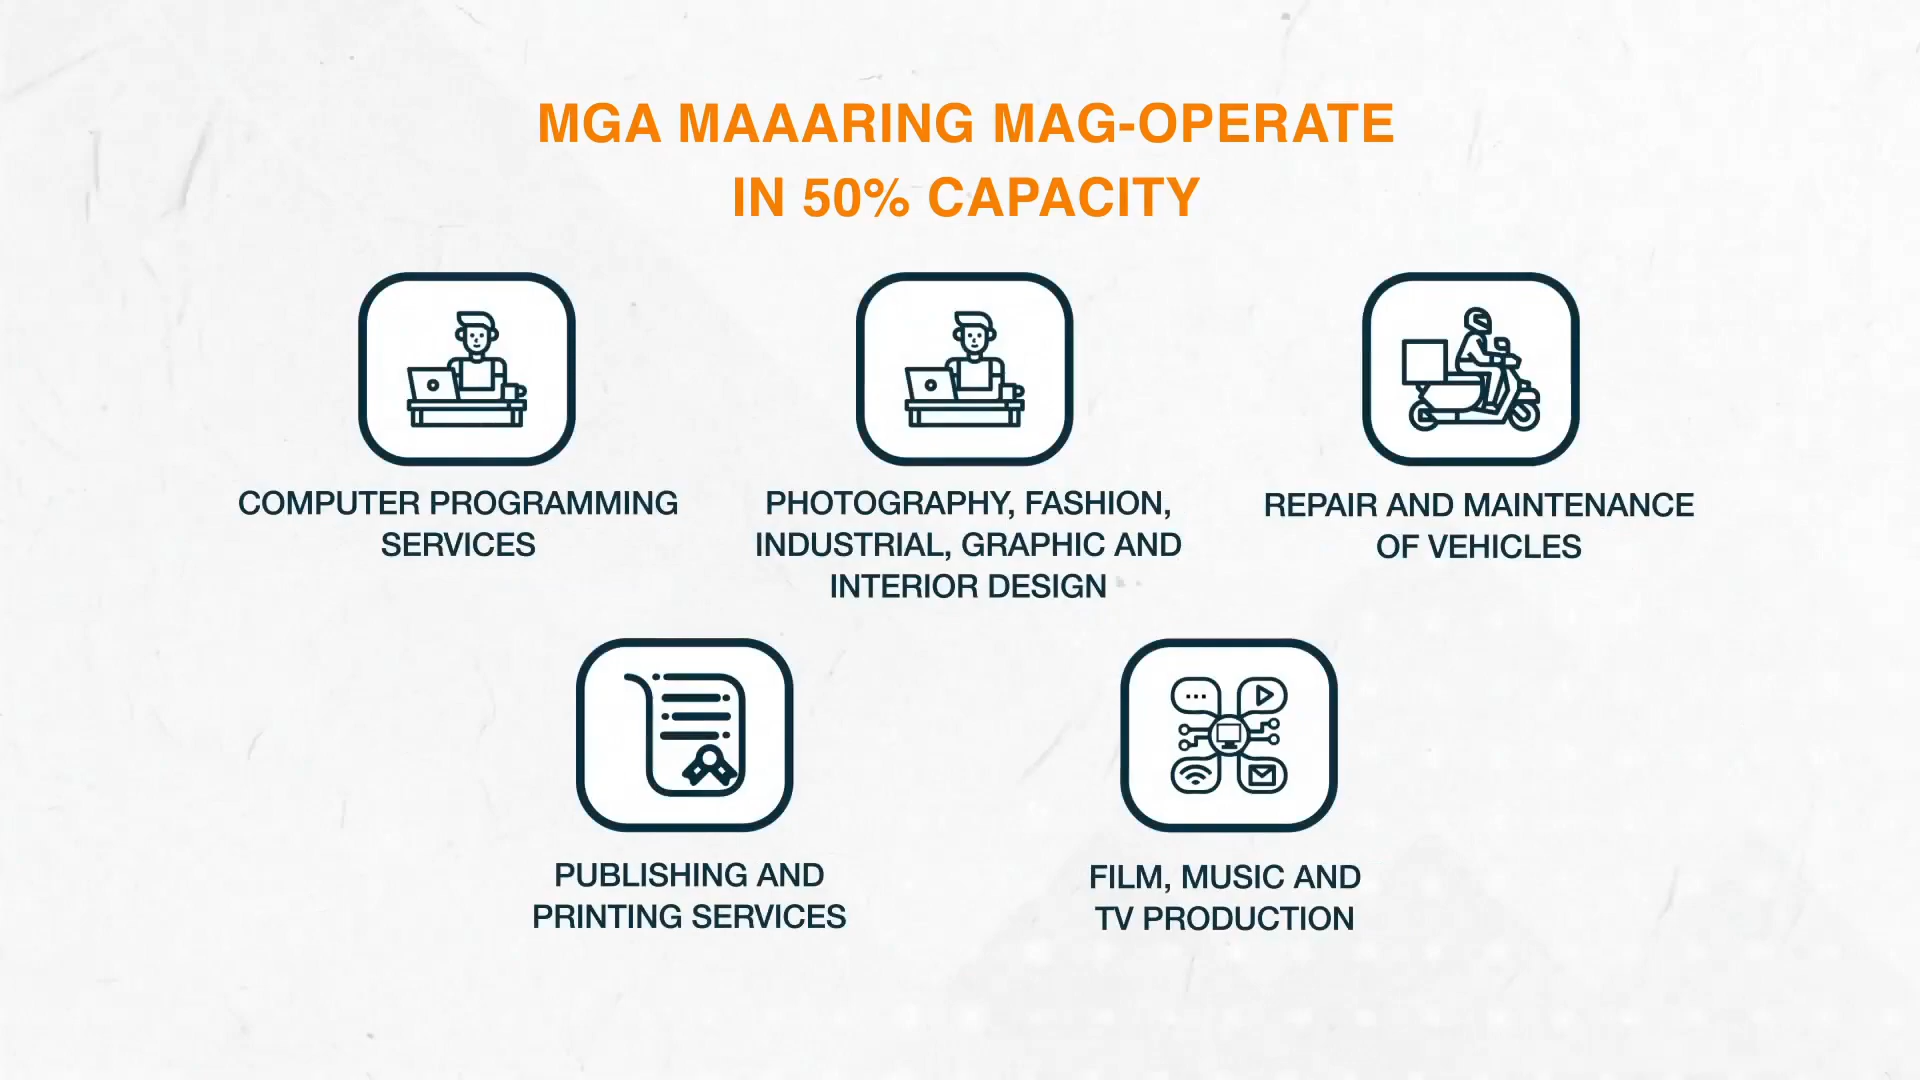 MGA MAAARING MAG-OPERATE
IN 50% CAPACITY
COMPUTER PROGRAMMING
SERVICES
PHOTOGRAPHY, FASHION,
INDUSTRIAL, GRAPHIC AND
INTERIOR DESIGN
REPAIR AND MAINTENANCE
OF VEHICLES
PUBLISHING AND
PRINTING SERVICES
FILM, MUSIC AND
TV PRODUCTION